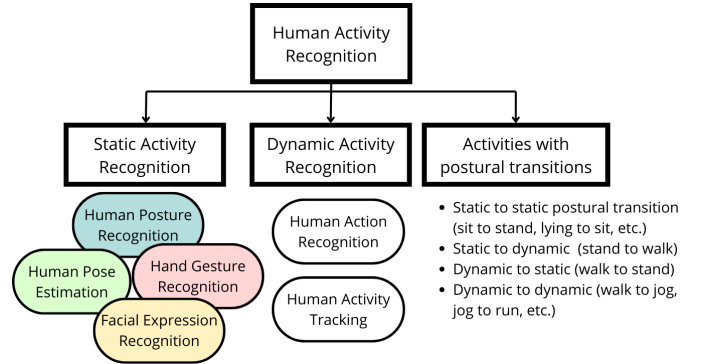 Human Activity
Recognition
Static Activity
Recognition
Dynamic Activity
Recognition
Activities with
postural transitions
Human Posture
Recognition
Human Pose
Estimation
Hand Gesture
Recognition
Facial Expression
Recognition
Human Action
Recognition
Human Activity
Tracking
• Static to static postural transition
(sit to stand, lying to sit, etc.)
• Static to dynamic (stand to walk)
• Dynamic to static (walk to stand)
• Dynamic to dynamic (walk to jog,
jog to run, etc.)